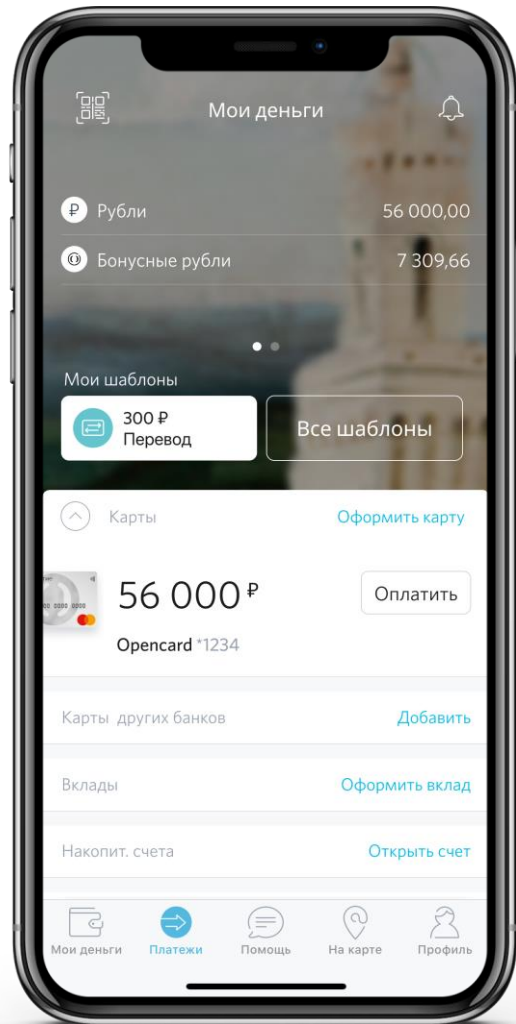 Мои деньги
₽ Рубли 56 000,00
Бонусные рубли 7 309,66
Мои шаблоны
300 ₽
Перевод
Все шаблоны
Карты Оформить карту
56 000 ₽ Оплатить
Opencard *1234
Карты других банков Добавить
Вклады Оформить вклад
Накопит. счета Открыть счет
Мои деньги Платежи Помощь На карте Профиль